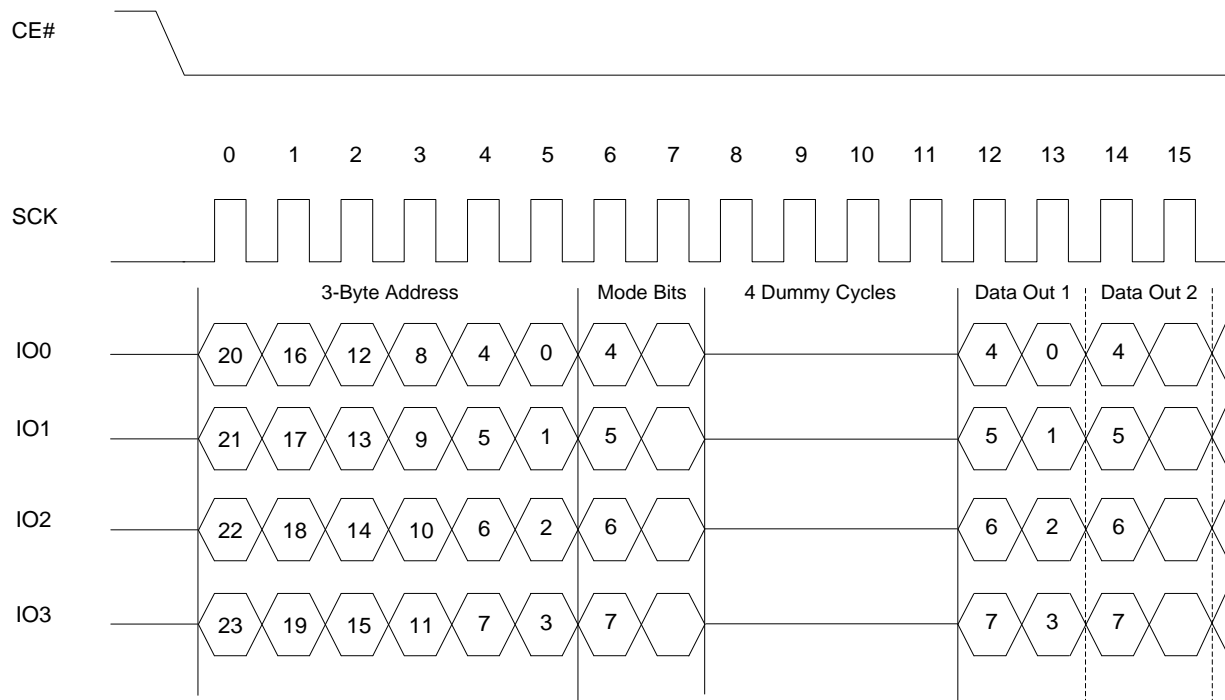 CE#
0 1 2 3 4 5 6 7 8 9 10 11 12 13 14 15
SCK
3-Byte Address Mode Bits 4 Dummy Cycles Data Out 1 Data Out 2
IO0 20 16 12 8 4 0 4 4 0 4
IO1 21 17 13 9 5 1 5 5 1 5
IO2 22 18 14 10 6 2 6 6 2 6
IO3 23 19 15 11 7 3 7 7 3 7